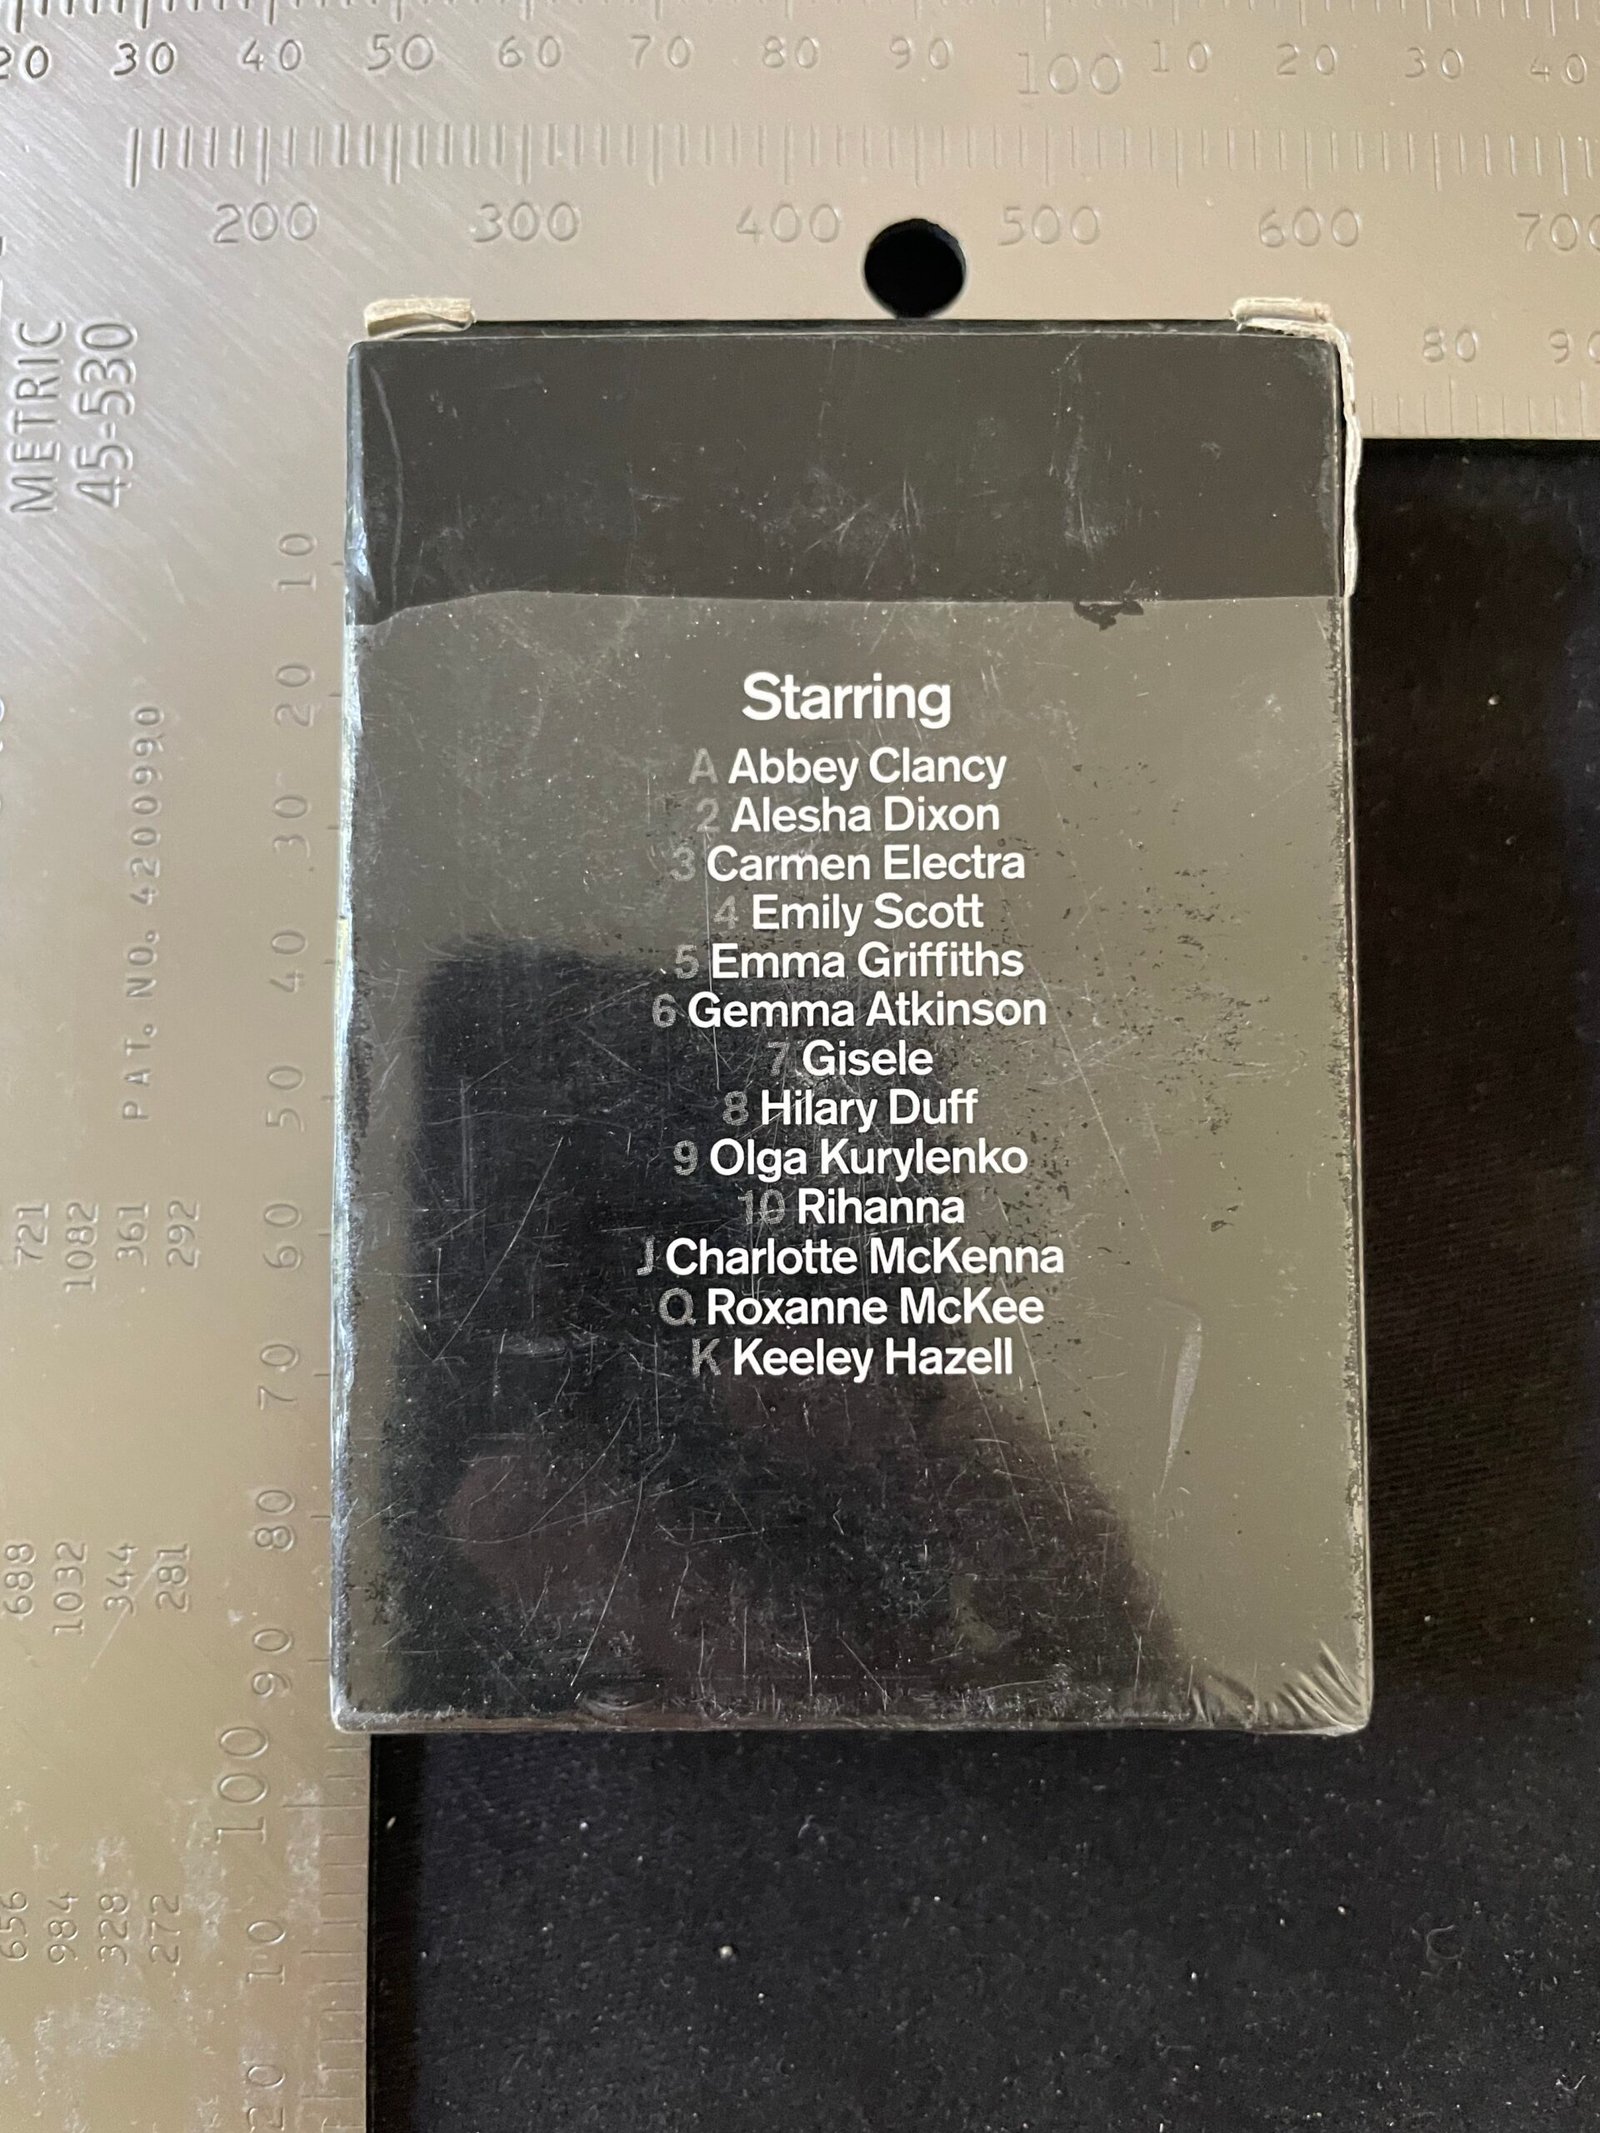 20 30 40 50 60 70 80 90 100 10 20 30 40
200 300 400 500 600 700
80 90
METRIC
45-530
PAT. NO. 4200990
10
20
30
40
50
60
70
80
90
100
10
20
721 1082 361 292
688 1032 344 281
656 984 328 272
Starring
A Abbey Clancy
2 Alesha Dixon
3 Carmen Electra
4 Emily Scott
5 Emma Griffiths
6 Gemma Atkinson
7 Gisele
8 Hilary Duff
9 Olga Kurylenko
10 Rihanna
J Charlotte McKenna
Q Roxanne McKee
K Keeley Hazell